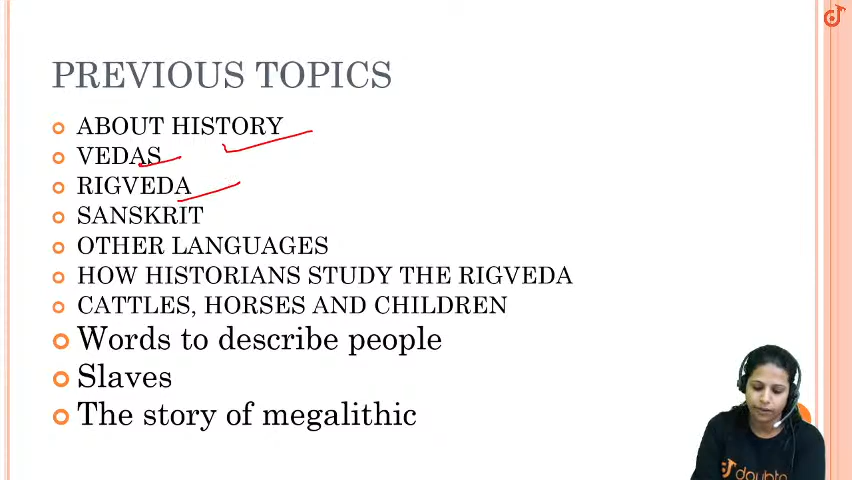 PREVIOUS TOPICS
ABOUT HISTORY
VEDAS
RIGVEDA
SANSKRIT
OTHER LANGUAGES
HOW HISTORIANS STUDY THE RIGVEDA
CATTLES, HORSES AND CHILDREN
Words to describe people
Slaves
The story of megalithic
doubtn